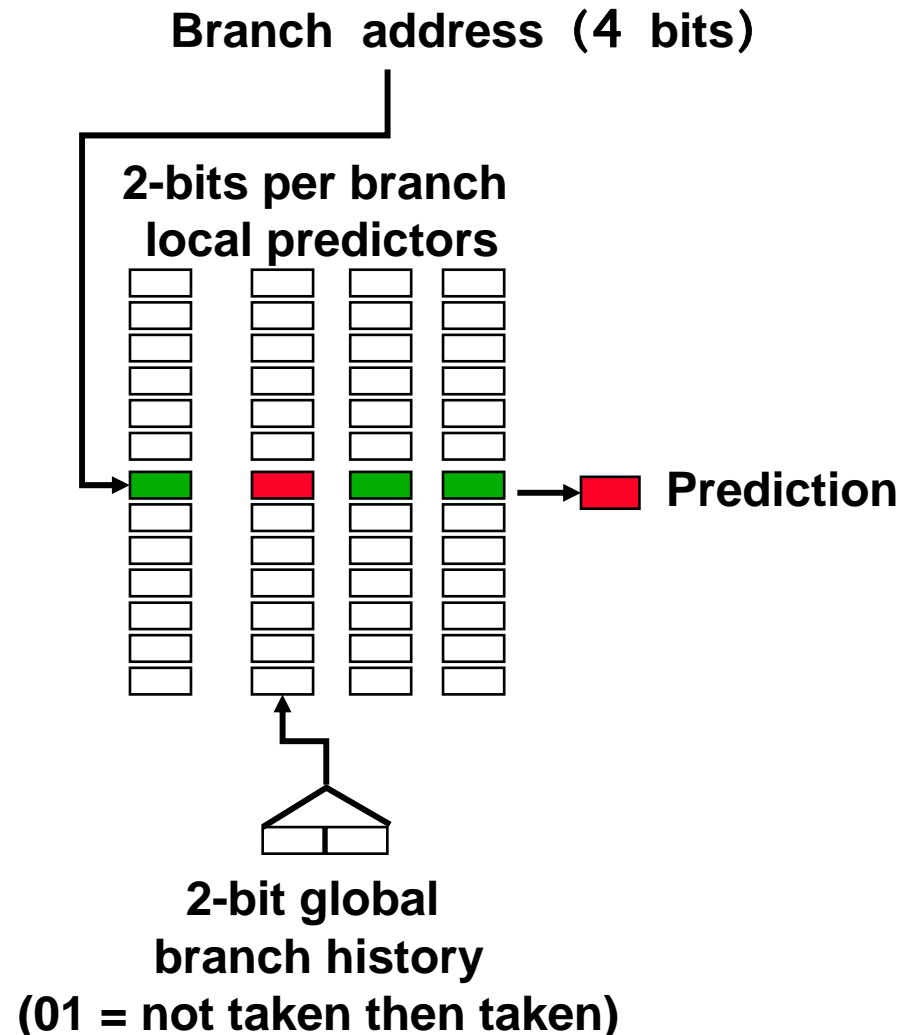 Branch address (4 bits)
2-bits per branch
local predictors
Prediction
2-bit global
branch history
(01 = not taken then taken)